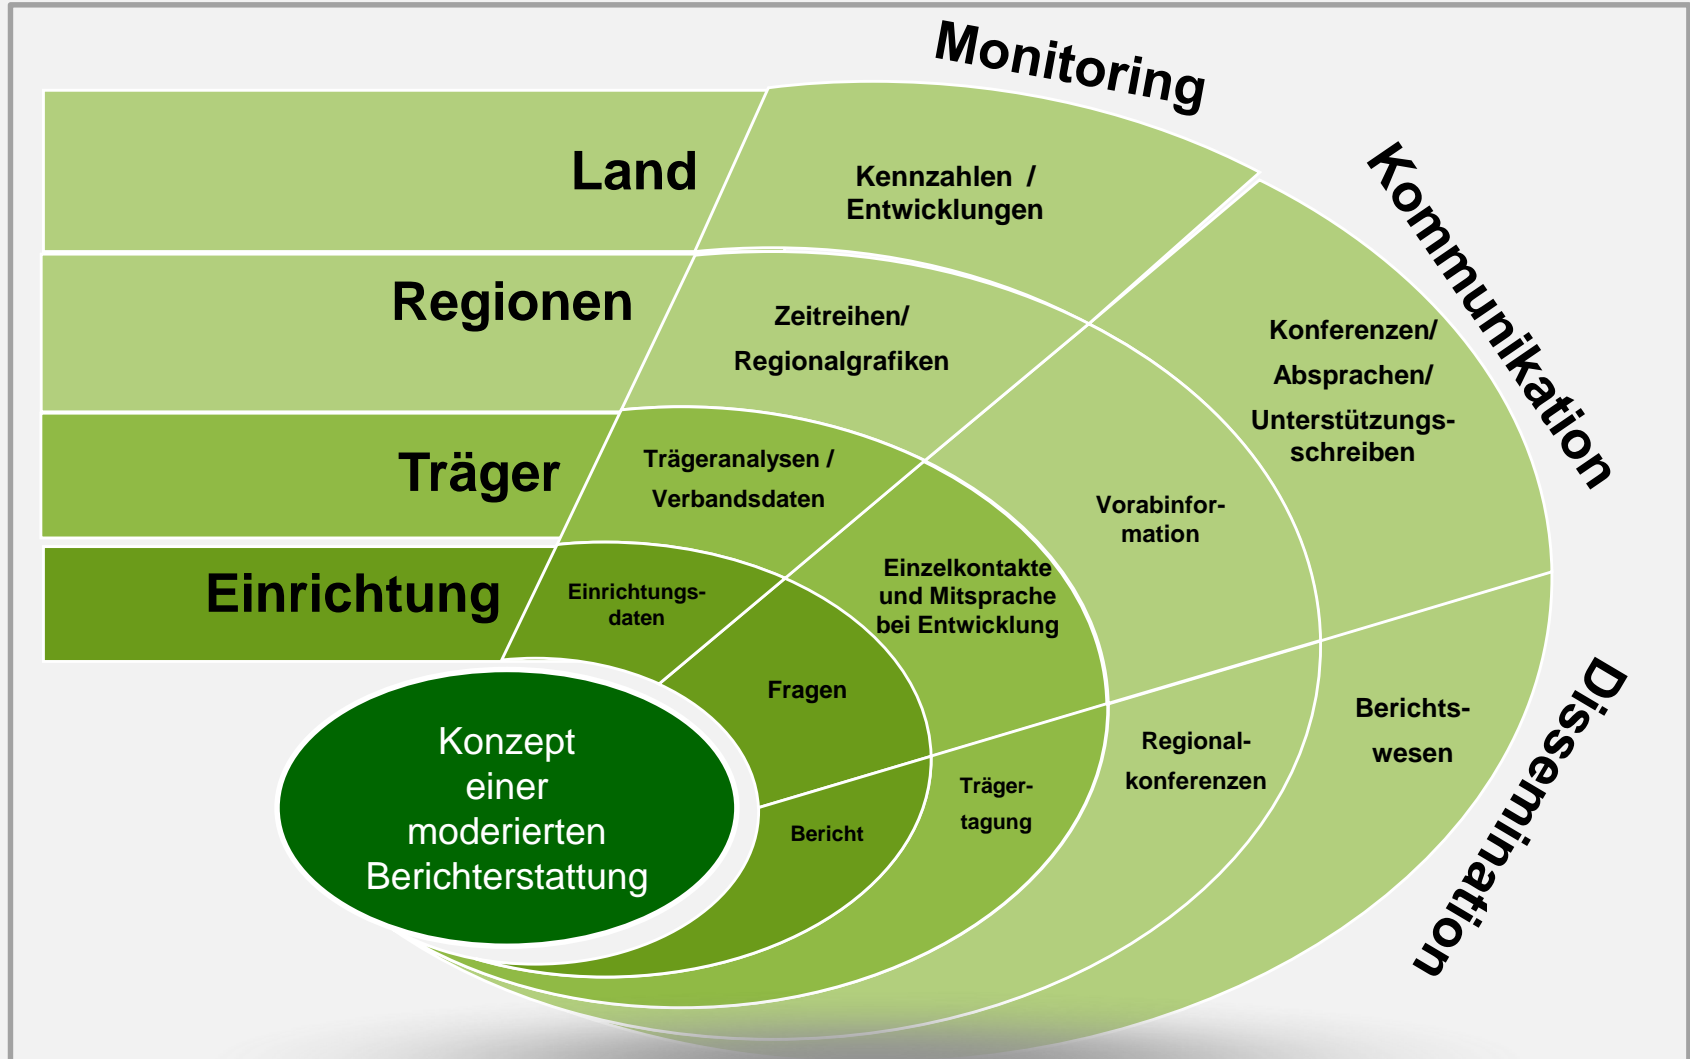 Monitoring
Kommunikation
Dissemination
Land
Kennzahlen /
Entwicklungen
Konferenzen/
Absprachen/
Unterstützungs-
schreiben
Berichts-
wesen
Regionen
Zeitreihen/
Regionalgrafiken
Vorabinfor-
mation
Regional-
konferenzen
Träger
Trägeranalysen /
Verbandsdaten
Einzelkontakte
und Mitsprache
bei Entwicklung
Träger-
tagung
Einrichtung
Einrichtungs-
daten
Fragen
Bericht
Konzept
einer
moderierten
Berichterstattung